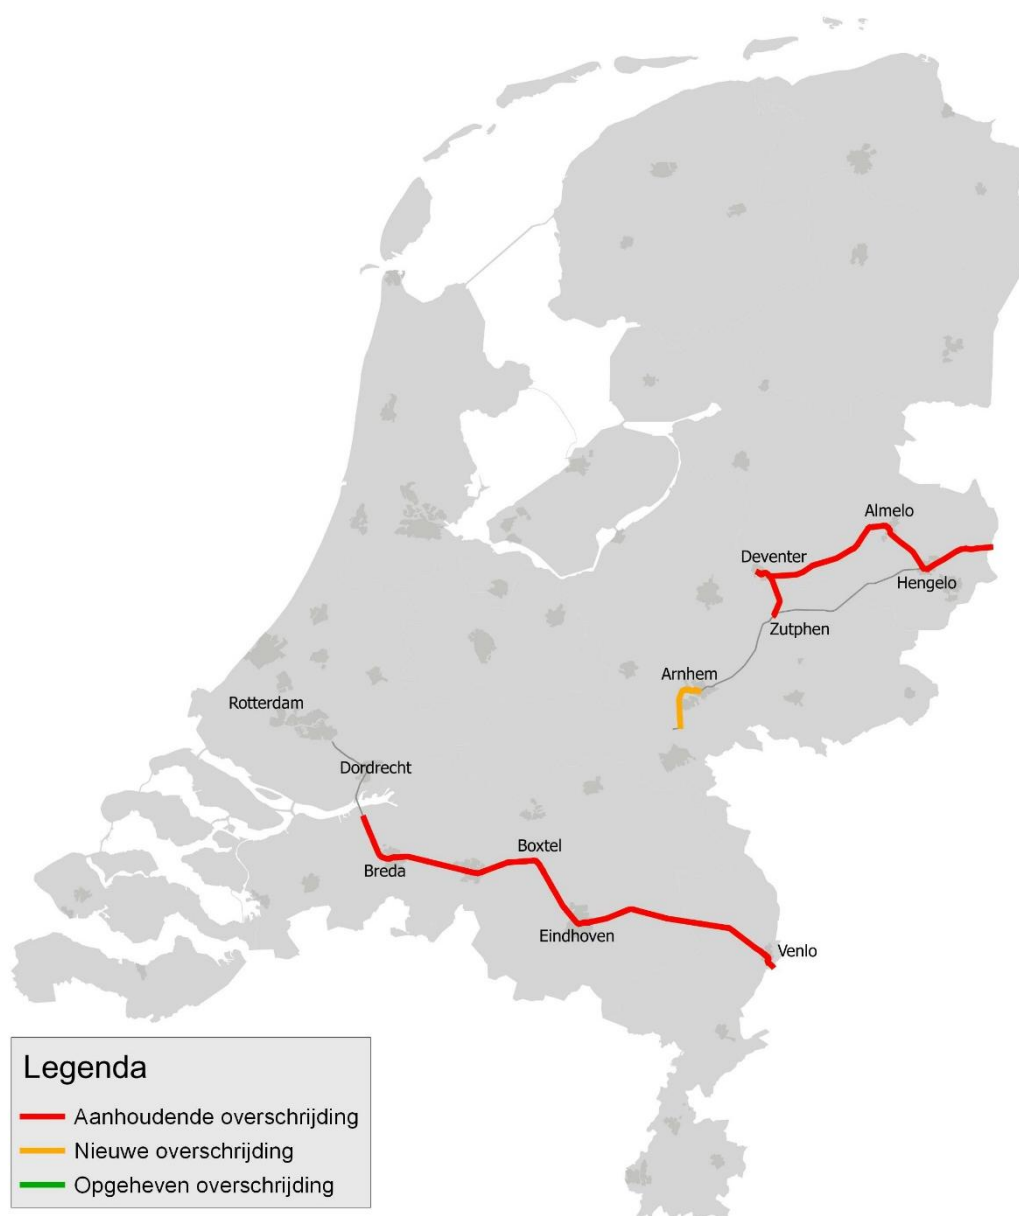 Almelo
Deventer
Hengelo
Zutphen
Arnhem
Rotterdam
Dordrecht
Boxtel
Breda
Eindhoven
Venlo
Legenda
Aanhoudende overschrijding
Nieuwe overschrijding
Opgeheven overschrijding